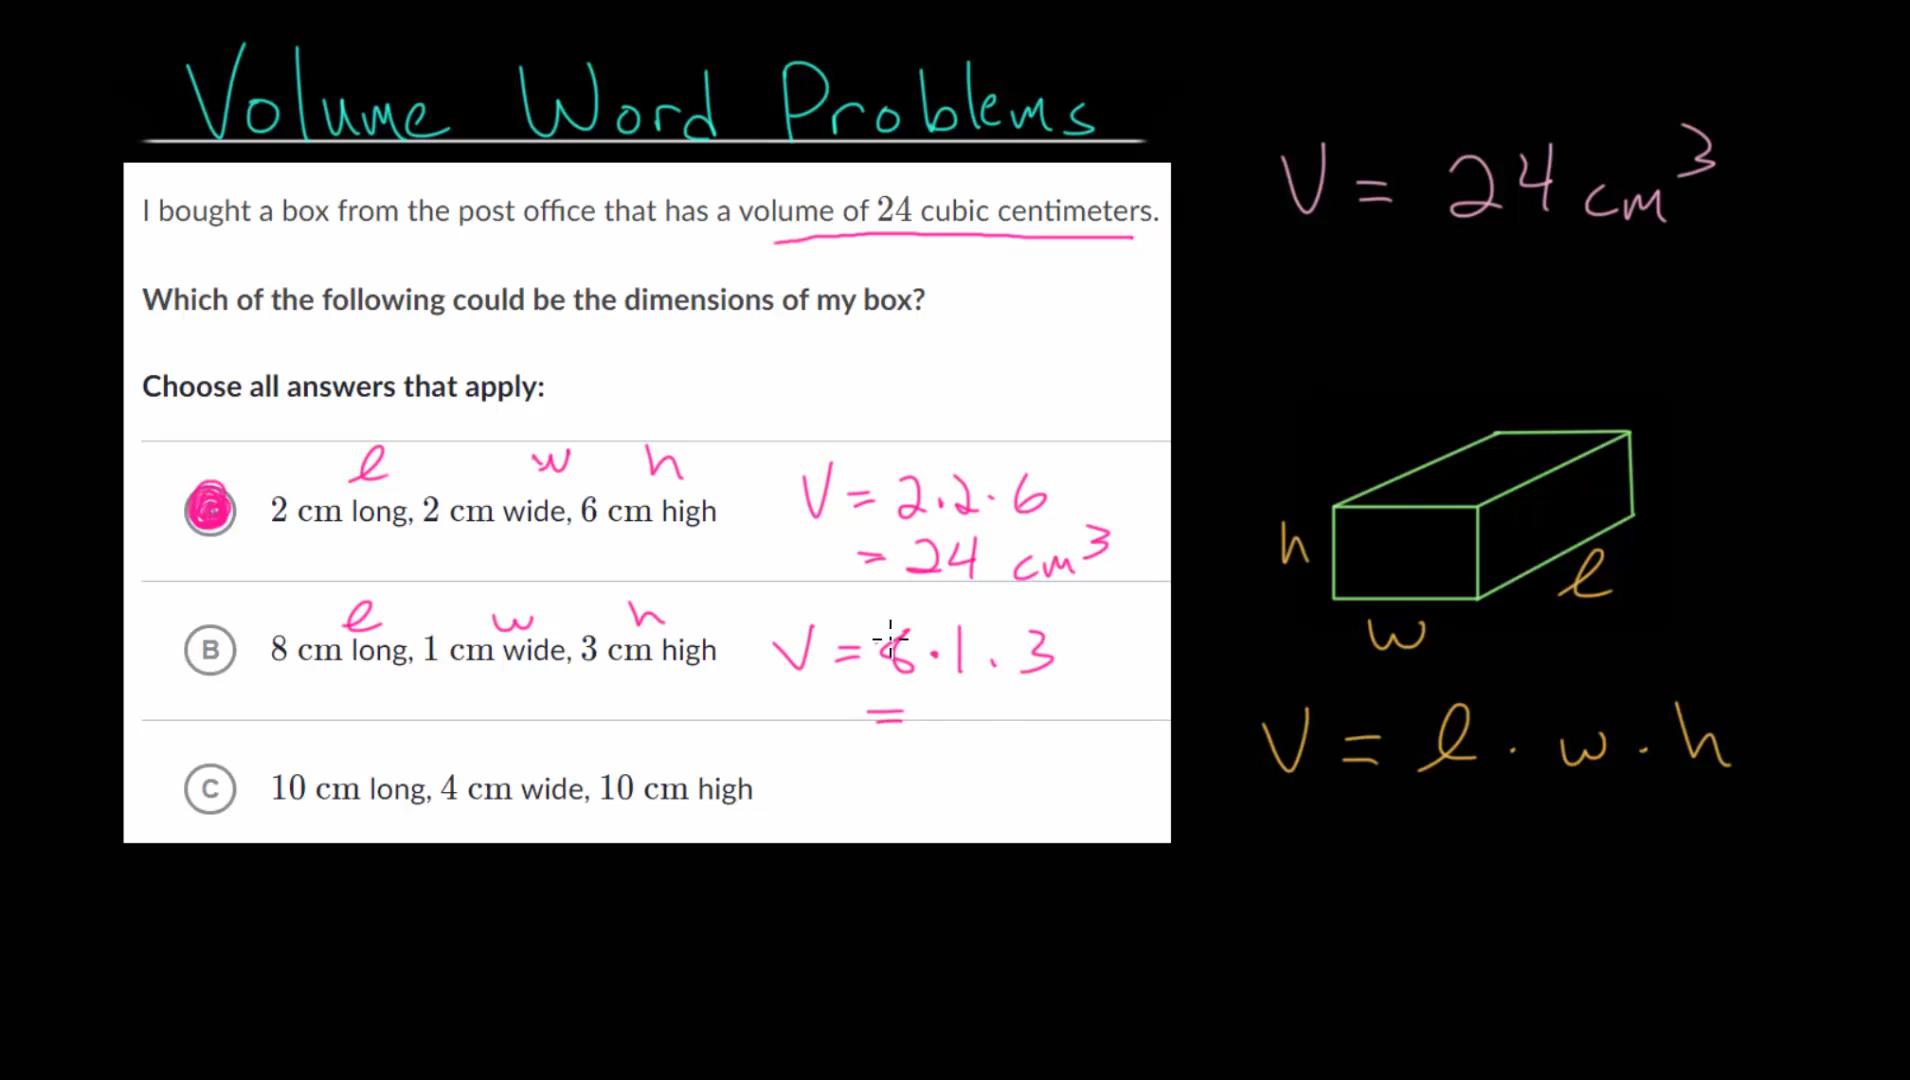 Volume Word Problems
V = 24 cm³
I bought a box from the post office that has a volume of 24 cubic centimeters.
Which of the following could be the dimensions of my box?
Choose all answers that apply:
l w h
2 cm long, 2 cm wide, 6 cm high
V = 2·2·6
= 24 cm³
l w h
B 8 cm long, 1 cm wide, 3 cm high
V = 8·1·3
=
C 10 cm long, 4 cm wide, 10 cm high
h
l
w
V = l · w · h